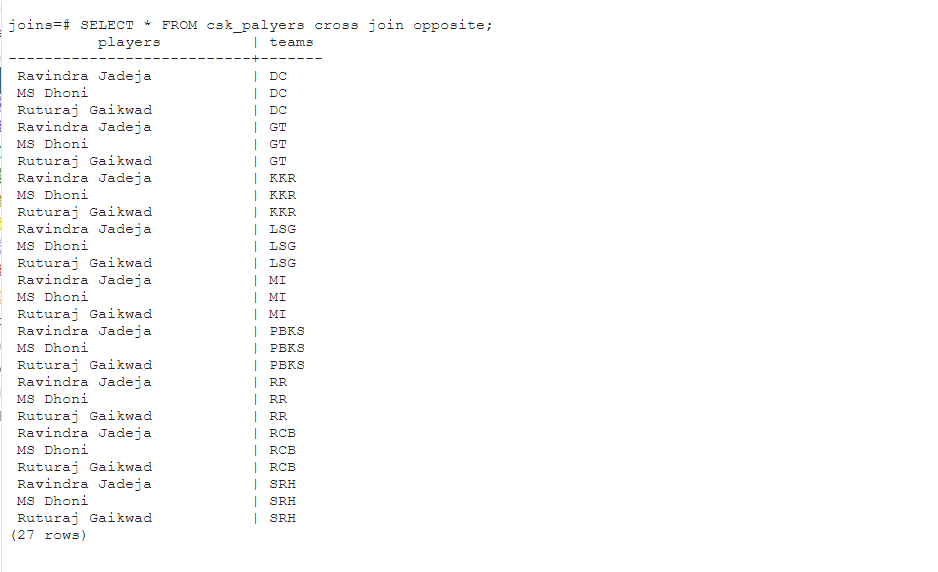 joins=# SELECT * FROM csk_palyers cross join opposite;
players | teams
---------------------------+-------
Ravindra Jadeja | DC
MS Dhoni | DC
Ruturaj Gaikwad | DC
Ravindra Jadeja | GT
MS Dhoni | GT
Ruturaj Gaikwad | GT
Ravindra Jadeja | KKR
MS Dhoni | KKR
Ruturaj Gaikwad | KKR
Ravindra Jadeja | LSG
MS Dhoni | LSG
Ruturaj Gaikwad | LSG
Ravindra Jadeja | MI
MS Dhoni | MI
Ruturaj Gaikwad | MI
Ravindra Jadeja | PBKS
MS Dhoni | PBKS
Ruturaj Gaikwad | PBKS
Ravindra Jadeja | RR
MS Dhoni | RR
Ruturaj Gaikwad | RR
Ravindra Jadeja | RCB
MS Dhoni | RCB
Ruturaj Gaikwad | RCB
Ravindra Jadeja | SRH
MS Dhoni | SRH
Ruturaj Gaikwad | SRH
(27 rows)